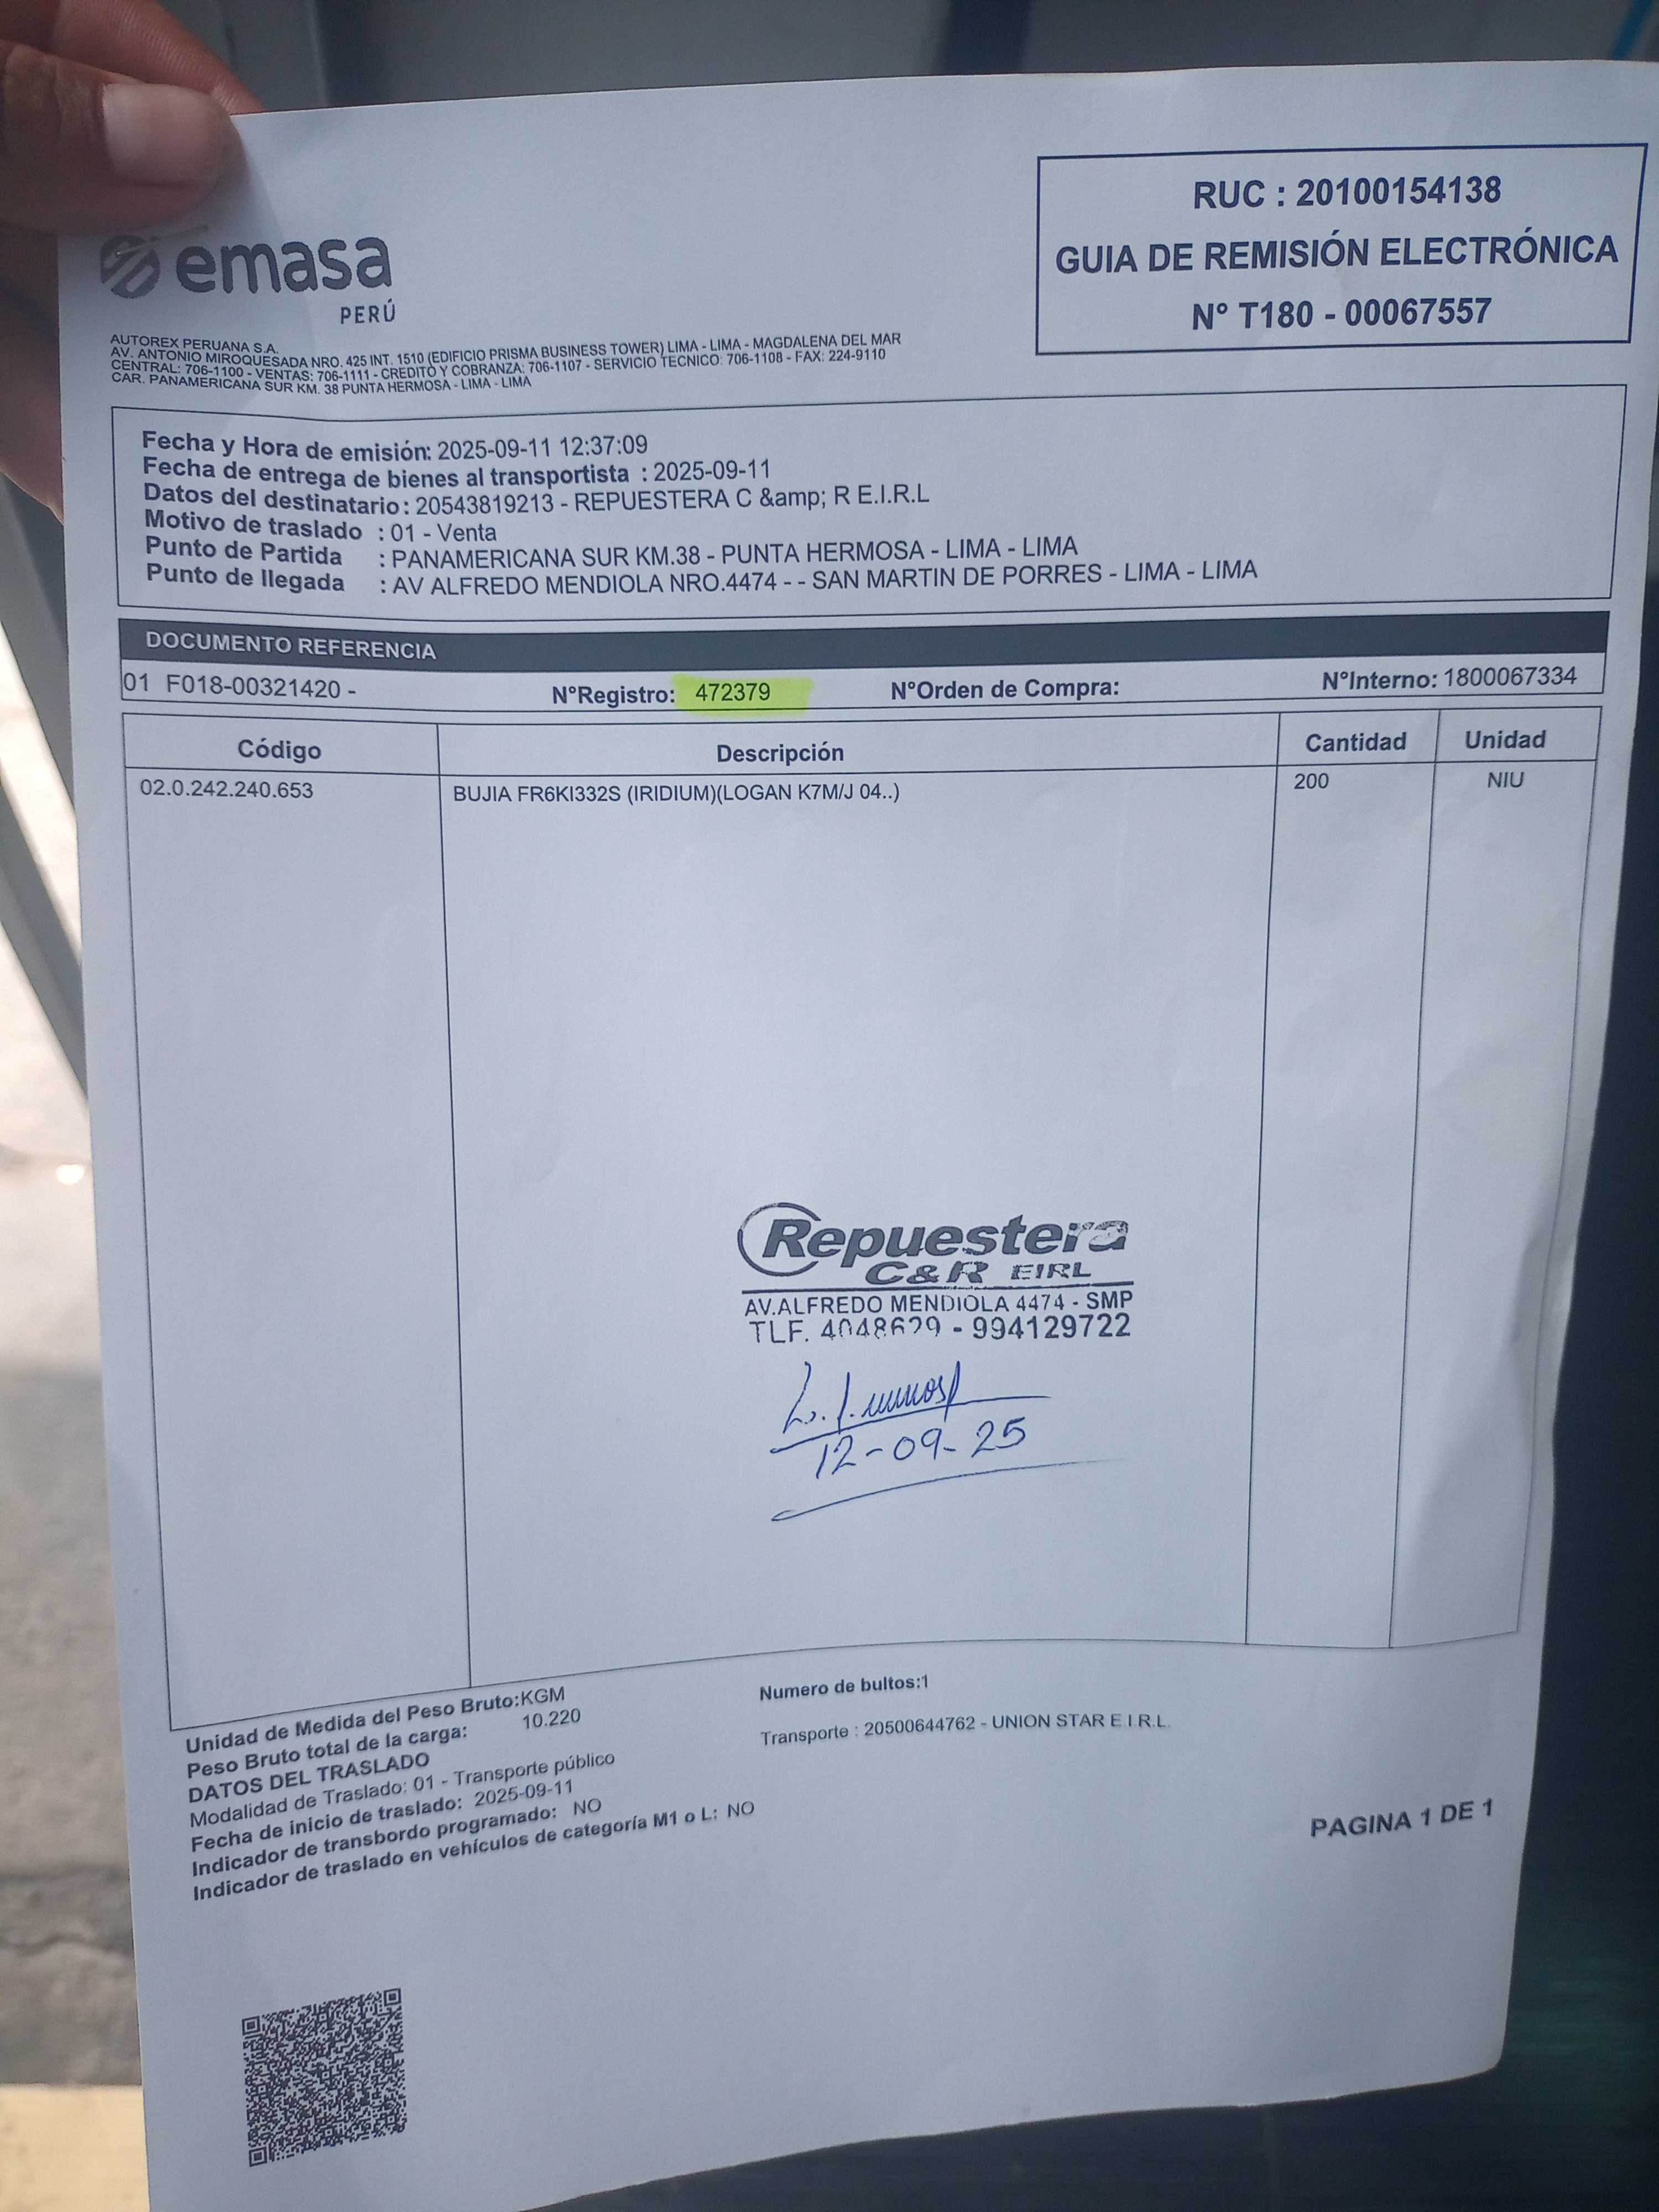 emasa
PERÚ
RUC : 20100154138
GUIA DE REMISIÓN ELECTRÓNICA
Nº T180 - 00067557
AUTOREX PERUANA S.A.
AV. ANTONIO MIROQUESADA NRO. 425 INT. 1510 (EDIFICIO PRISMA BUSINESS TOWER) LIMA - LIMA - MAGDALENA DEL MAR
CENTRAL: 706-1100 - VENTAS: 706-1111 - CREDITO Y COBRANZA: 706-1107 - SERVICIO TECNICO: 706-1108 - FAX: 224-9110
CAR. PANAMERICANA SUR KM. 38 PUNTA HERMOSA - LIMA - LIMA
Fecha y Hora de emisión: 2025-09-11 12:37:09
Fecha de entrega de bienes al transportista : 2025-09-11
Datos del destinatario : 20543819213 - REPUESTERA C &amp; R E.I.R.L
Motivo de traslado : 01 - Venta
Punto de Partida : PANAMERICANA SUR KM.38 - PUNTA HERMOSA - LIMA - LIMA
Punto de llegada : AV ALFREDO MENDIOLA NRO.4474 - - SAN MARTIN DE PORRES - LIMA - LIMA
DOCUMENTO REFERENCIA
01 F018-00321420 - NºRegistro: 472379 NºOrden de Compra: NºInterno: 1800067334
Código Descripción Cantidad Unidad
02.0.242.240.653 BUJIA FR6KI332S (IRIDIUM)(LOGAN K7M/J 04..) 200 NIU
Repuestera
C&R EIRL
AV.ALFREDO MENDIOLA 4474 - SMP
TLF. 4048629 - 994129722
12-09-25
Unidad de Medida del Peso Bruto:KGM Numero de bultos:1
Peso Bruto total de la carga: 10.220 Transporte : 20500644762 - UNION STAR E.I.R.L.
DATOS DEL TRASLADO
Modalidad de Traslado: 01 - Transporte público
Fecha de inicio de traslado: 2025-09-11
Indicador de transbordo programado: NO
Indicador de traslado en vehículos de categoría M1 o L: NO
PAGINA 1 DE 1